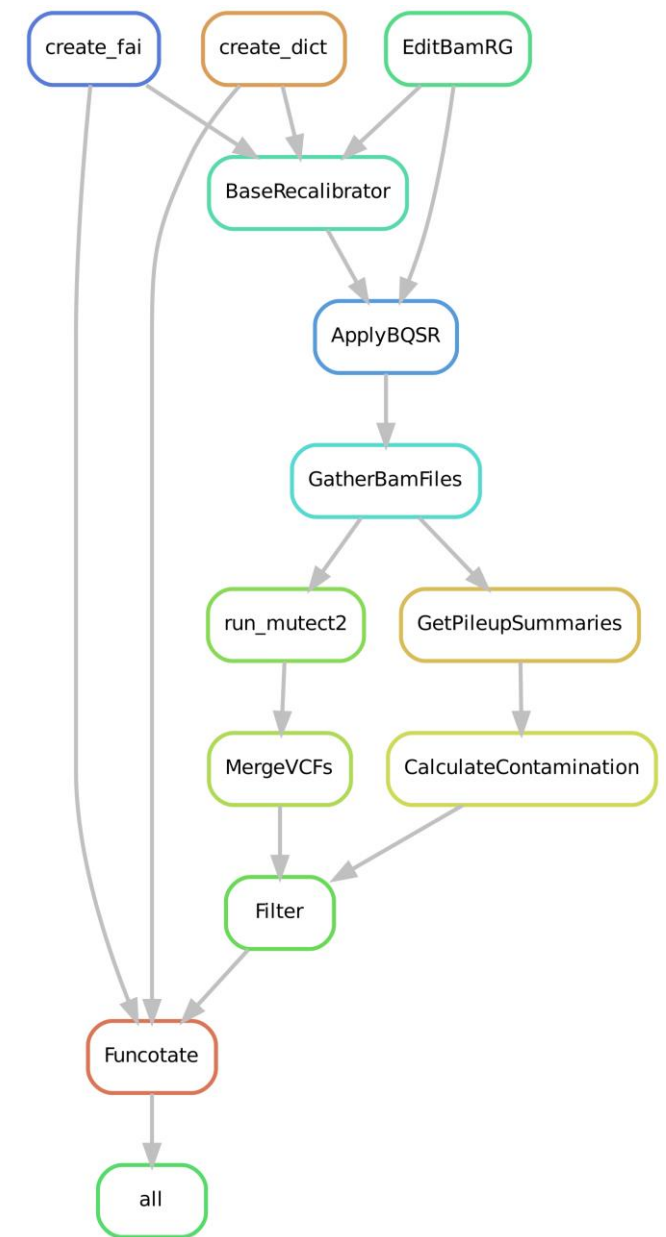 create_fai
create_dict
EditBamRG
BaseRecalibrator
ApplyBQSR
GatherBamFiles
run_mutect2
GetPileupSummaries
MergeVCFs
CalculateContamination
Filter
Funcotate
all